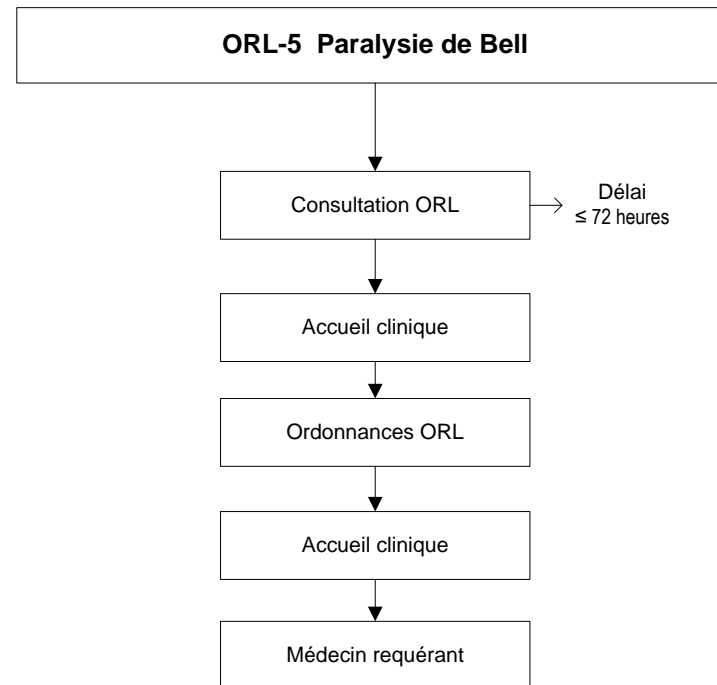 ORL-5 Paralysie de Bell
Consultation ORL
Délai
≤ 72 heures
Accueil clinique
Ordonnances ORL
Accueil clinique
Médecin requérant